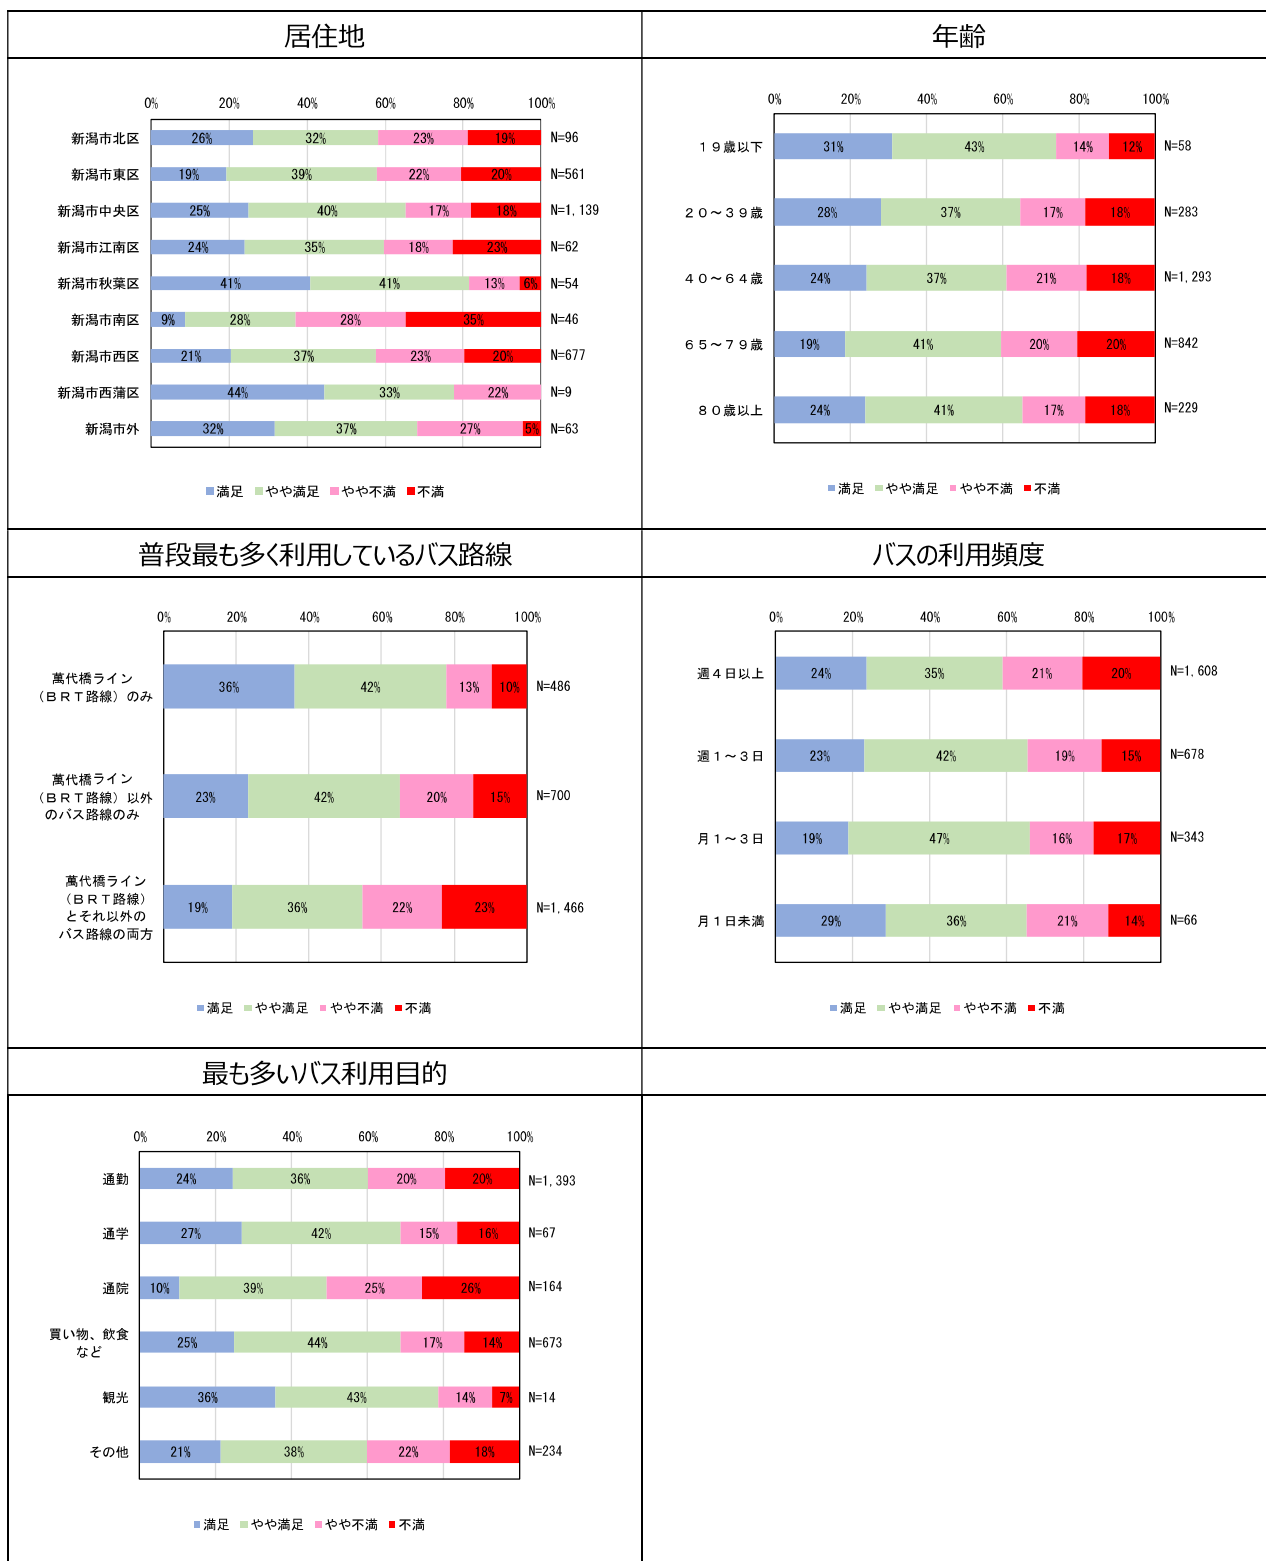 居住地
0% 20% 40% 60% 80% 100%
新潟市北区 26% 32% 23% 19% N=96
新潟市東区 19% 39% 22% 20% N=561
新潟市中央区 25% 40% 17% 18% N=1,139
新潟市江南区 24% 35% 18% 23% N=62
新潟市秋葉区 41% 41% 13% 6% N=54
新潟市南区 9% 28% 28% 35% N=46
新潟市西区 21% 37% 23% 20% N=677
新潟市西蒲区 44% 33% 22% N=9
新潟市外 32% 37% 27% 5% N=63
満足 やや満足 やや不満 不満
年齢
0% 20% 40% 60% 80% 100%
１９歳以下 31% 43% 14% 12% N=58
２０～３９歳 28% 37% 17% 18% N=283
４０～６４歳 24% 37% 21% 18% N=1,293
６５～７９歳 19% 41% 20% 20% N=842
８０歳以上 24% 41% 17% 18% N=229
満足 やや満足 やや不満 不満
普段最も多く利用しているバス路線
0% 20% 40% 60% 80% 100%
萬代橋ライン
（ＢＲＴ路線）のみ
36% 42% 13% 10% N=486
萬代橋ライン
（ＢＲＴ路線）以外
のバス路線のみ
23% 42% 20% 15% N=700
萬代橋ライン
（ＢＲＴ路線）
とそれ以外の
バス路線の両方
19% 36% 22% 23% N=1,466
満足 やや満足 やや不満 不満
バスの利用頻度
0% 20% 40% 60% 80% 100%
週４日以上 24% 35% 21% 20% N=1,608
週１～３日 23% 42% 19% 15% N=678
月１～３日 19% 47% 16% 17% N=343
月１日未満 29% 36% 21% 14% N=66
満足 やや満足 やや不満 不満
最も多いバス利用目的
0% 20% 40% 60% 80% 100%
通勤 24% 36% 20% 20% N=1,393
通学 27% 42% 15% 16% N=67
通院 10% 39% 25% 26% N=164
買い物、飲食
など
25% 44% 17% 14% N=673
観光 36% 43% 14% 7% N=14
その他 21% 38% 22% 18% N=234
満足 やや満足 やや不満 不満